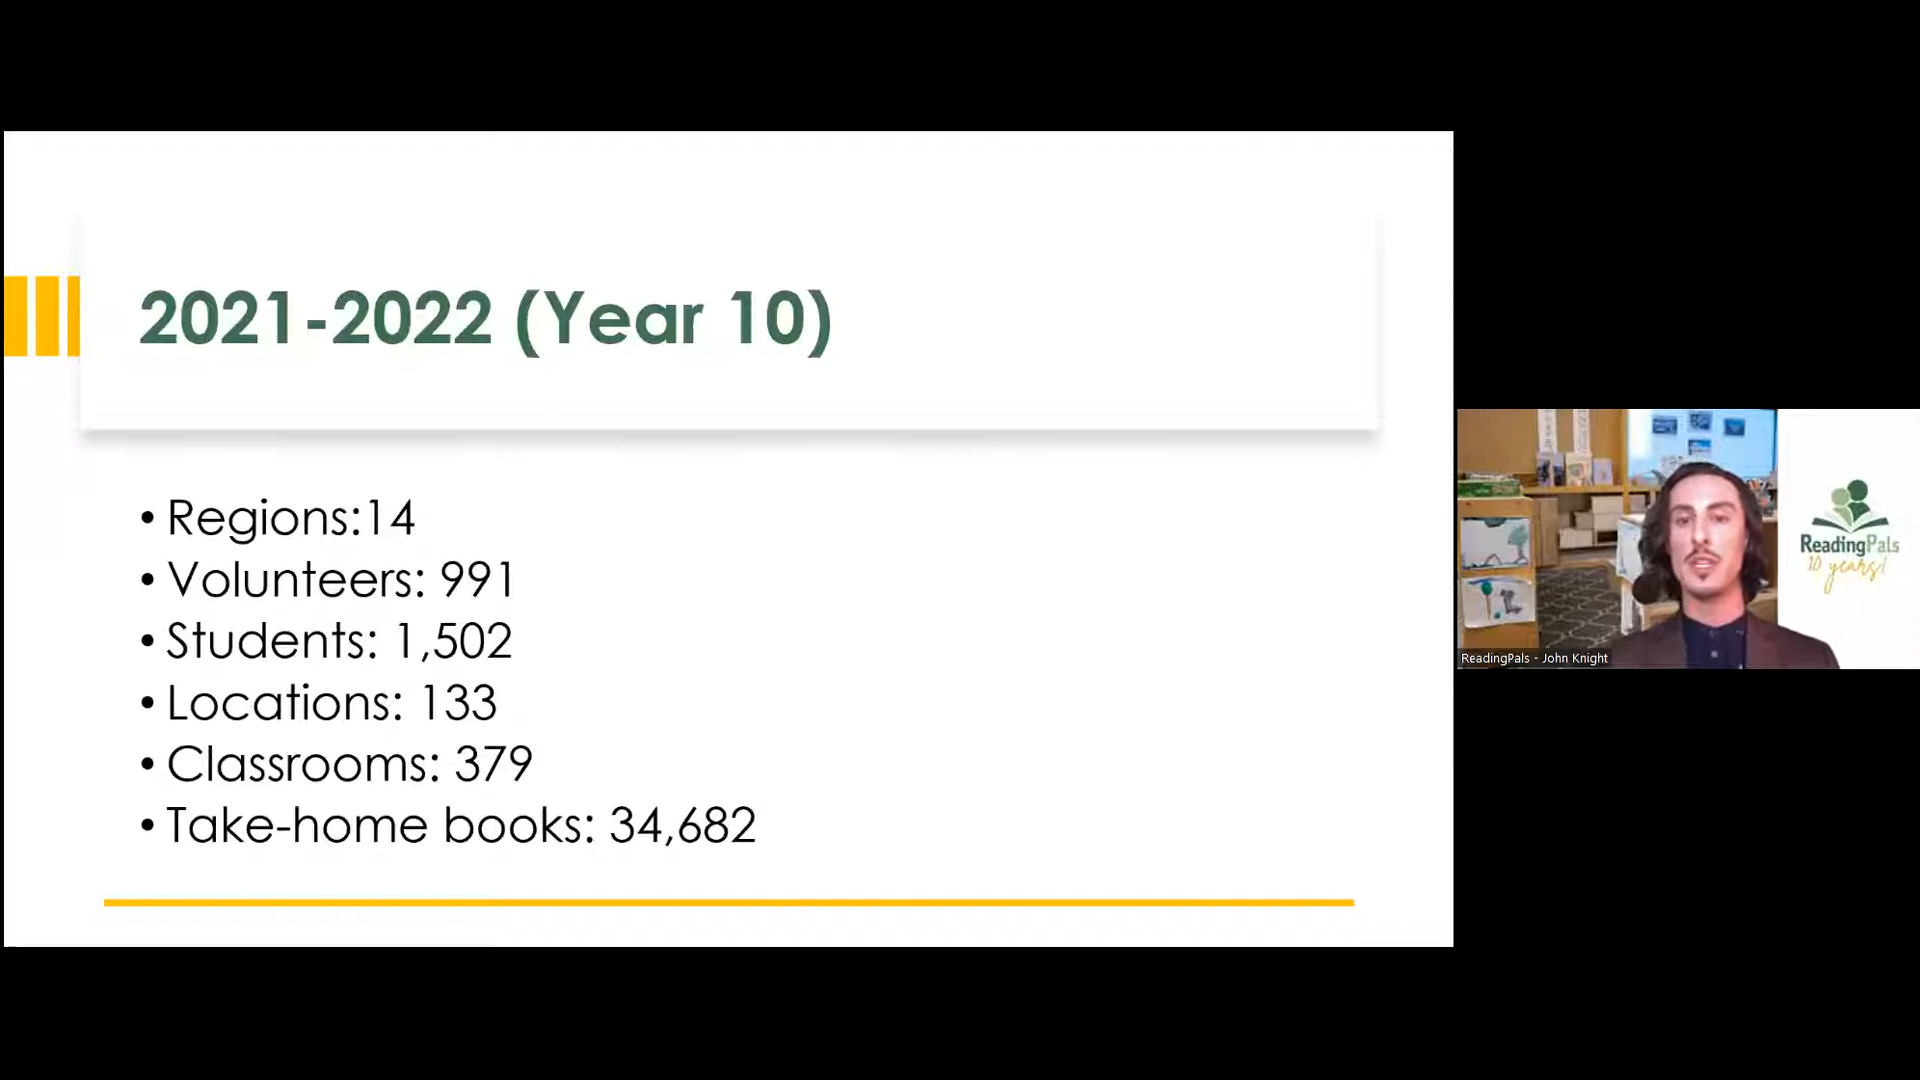 2021-2022 (Year 10)
• Regions:14
• Volunteers: 991
• Students: 1,502
• Locations: 133
• Classrooms: 379
• Take-home books: 34,682
ReadingPals
10 years!
ReadingPals - John Knight